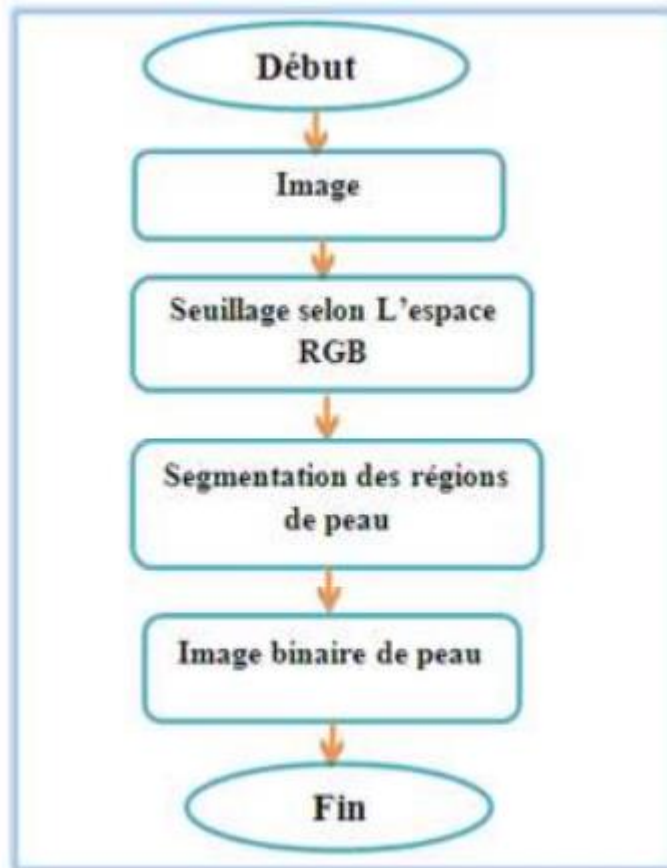 Début
Image
Seuillage selon L'espace
RGB
Segmentation des régions
de peau
Image binaire de peau
Fin